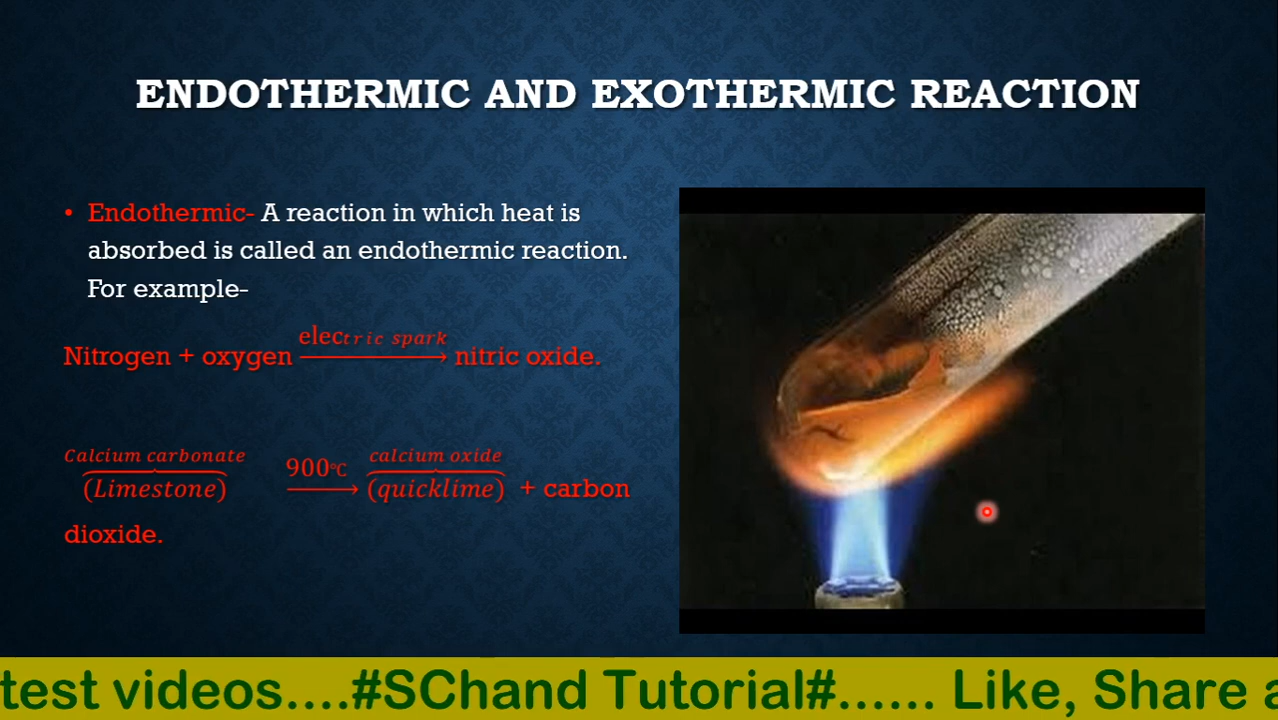 ENDOTHERMIC AND EXOTHERMIC REACTION
• Endothermic- A reaction in which heat is
absorbed is called an endothermic reaction.
For example-
Nitrogen + oxygen electric spark → nitric oxide.
Calcium carbonate 900°C calcium oxide
(Limestone) → (quicklime) + carbon
dioxide.
test videos....#SChand Tutorial#...... Like, Share a